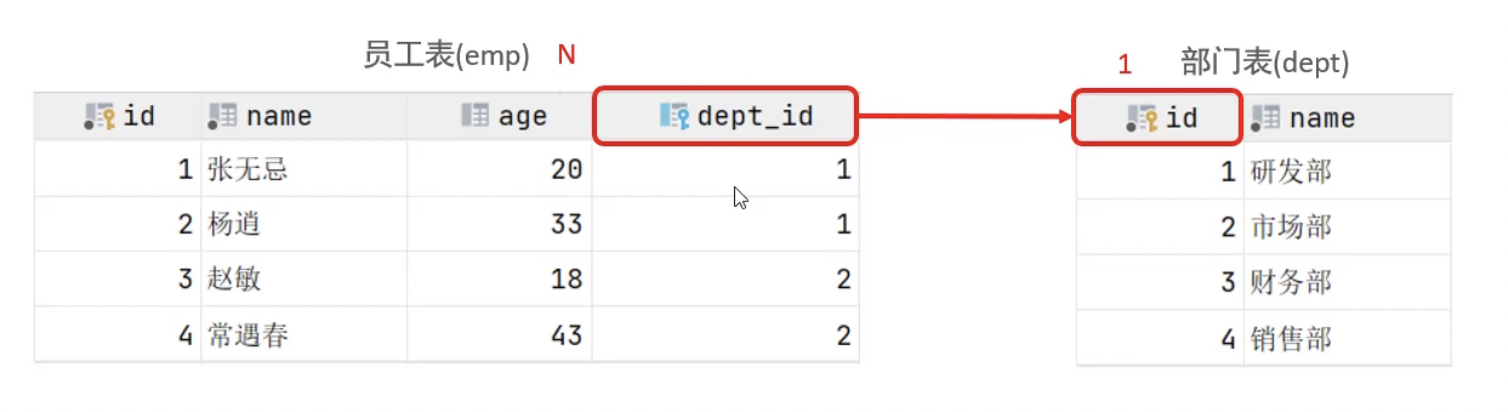 员工表(emp) N 1 部门表(dept)
id name age dept_id id name
1 张无忌 20 1 1 研发部
2 杨逍 33 1 2 市场部
3 赵敏 18 2 3 财务部
4 常遇春 43 2 4 销售部